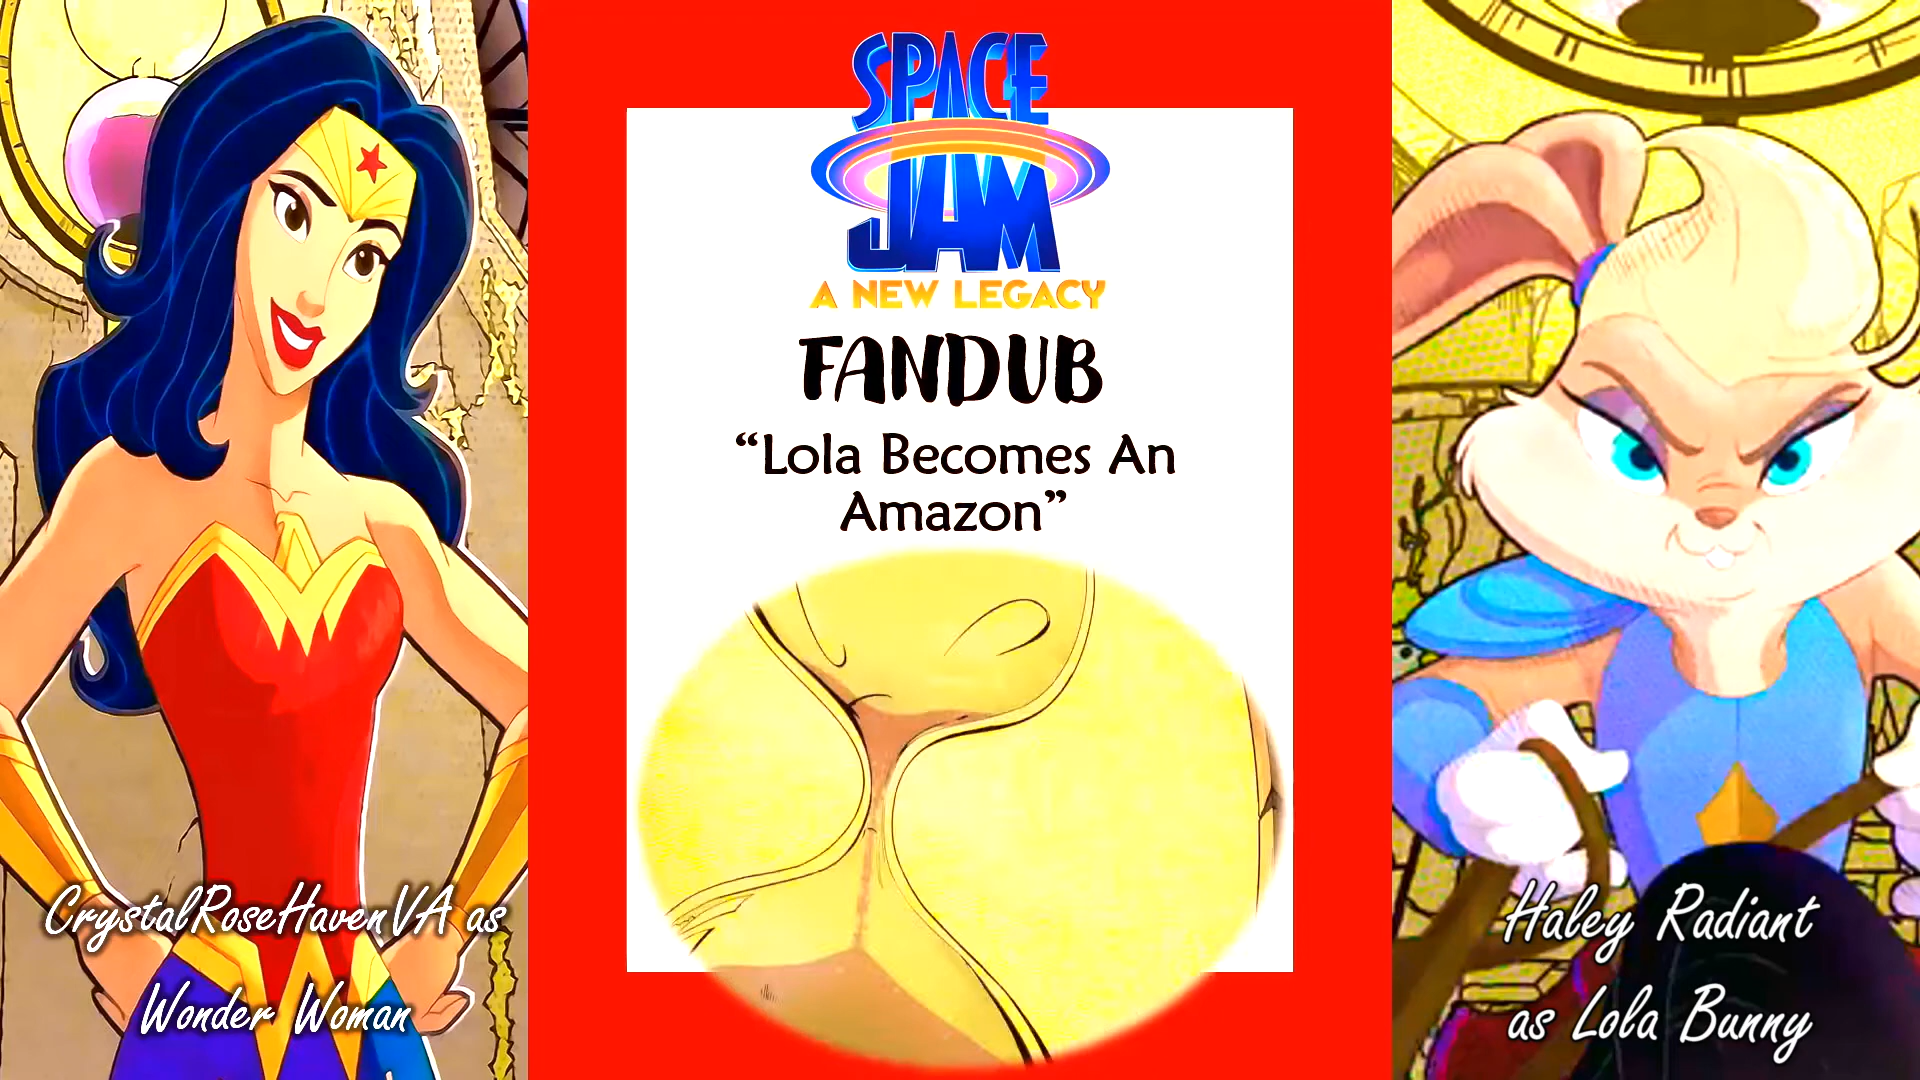 SPACE
JAM
A NEW LEGACY
FANDUB
“Lola Becomes An
Amazon”
CrystalRoseHavenVA as
Wonder Woman
Haley Radiant
as Lola Bunny